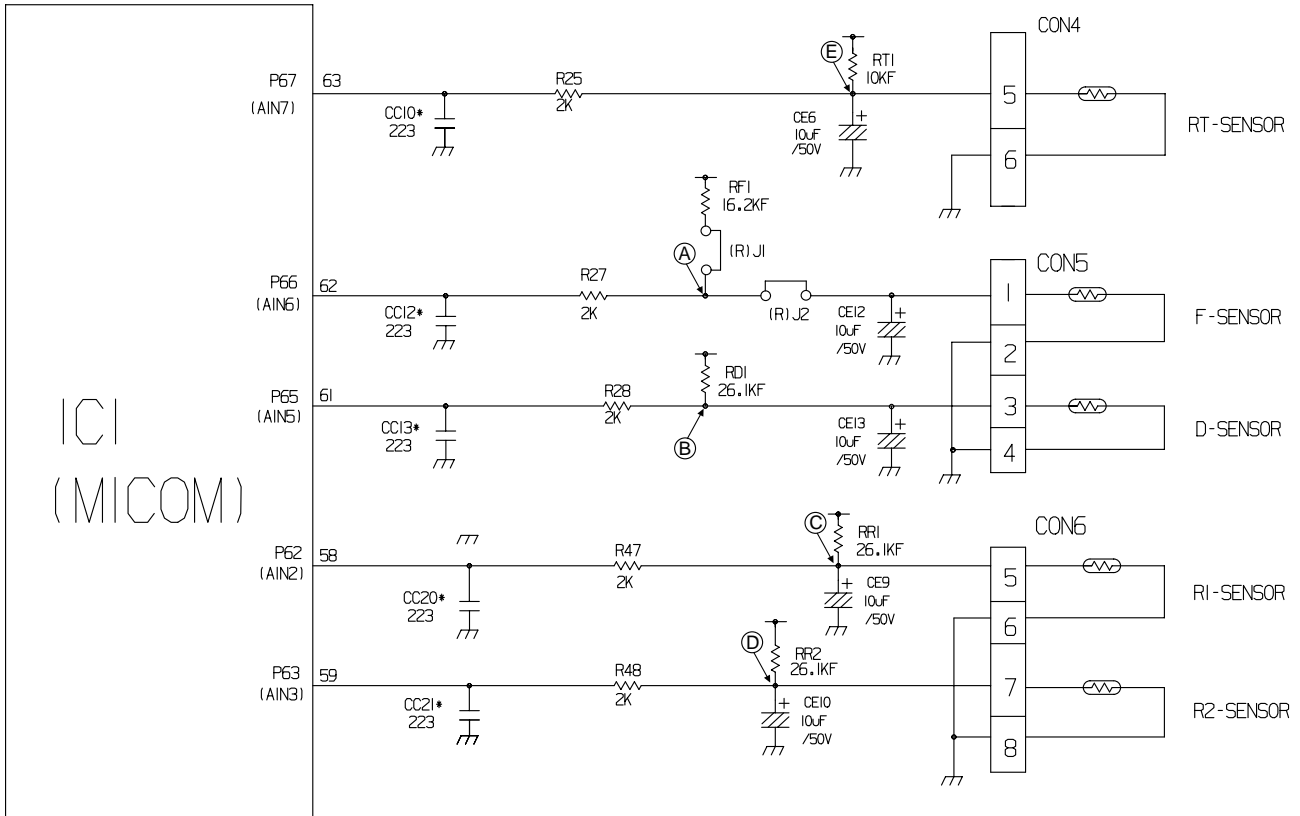 CON4
E
RT1
10KF
P67
63
(AIN7)
R25
2K
5
CC10*
223
CE6
+
10uF
/50V
6
RT-SENSOR
RF1
16.2KF
(R)J1
A
CON5
P66
62
(AIN6)
R27
2K
(R)J2
1
CC12*
223
CE12
+
10uF
/50V
F-SENSOR
2
RD1
26.1KF
P65
61
(AIN5)
R28
2K
3
IC1
(MICOM)
CC13*
223
B
CE13
+
10uF
/50V
4
D-SENSOR
C
RR1
26.1KF
CON6
P62
58
(AIN2)
R47
2K
5
CC20*
223
CE9
+
10uF
/50V
R1-SENSOR
6
D
RR2
26.1KF
P63
59
(AIN3)
R48
2K
7
CC21*
223
CE10
+
10uF
/50V
R2-SENSOR
8